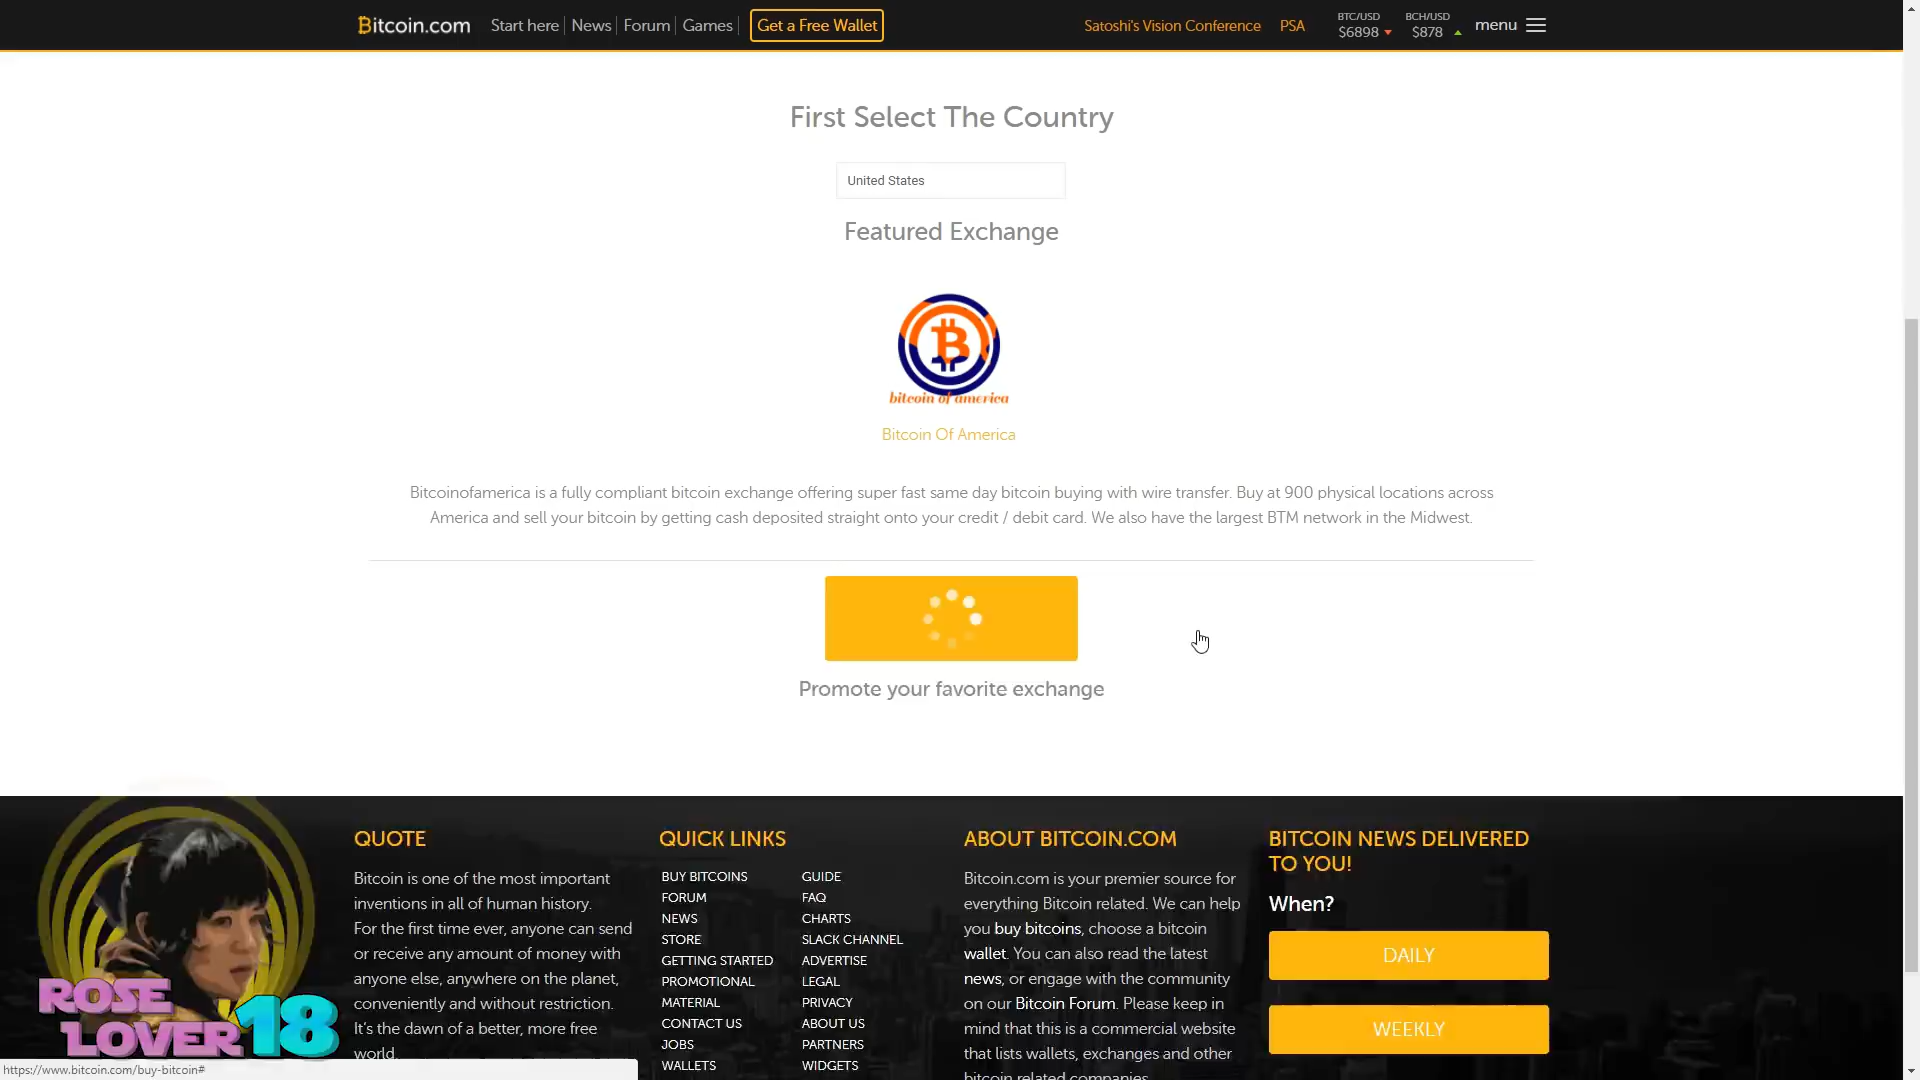 Bitcoin.com
Start here
News
Forum
Games
Get a Free Wallet
Satoshi's Vision Conference
PSA
BTC/USD
$6898
BCH/USD
$878
menu
First Select The Country
United States
Featured Exchange
bitcoin of america
Bitcoin Of America
Bitcoinofamerica is a fully compliant bitcoin exchange offering super fast same day bitcoin buying with wire transfer. Buy at 900 physical locations across
America and sell your bitcoin by getting cash deposited straight onto your credit / debit card. We also have the largest BTM network in the Midwest.
Promote your favorite exchange
QUOTE
Bitcoin is one of the most important
inventions in all of human history.
For the first time ever, anyone can send
or receive any amount of money with
anyone else, anywhere on the planet,
conveniently and without restriction.
It's the dawn of a better, more free
world.
QUICK LINKS
BUY BITCOINS
FORUM
NEWS
STORE
GETTING STARTED
PROMOTIONAL
MATERIAL
CONTACT US
JOBS
WALLETS
GUIDE
FAQ
CHARTS
SLACK CHANNEL
ADVERTISE
LEGAL
PRIVACY
ABOUT US
PARTNERS
WIDGETS
ABOUT BITCOIN.COM
Bitcoin.com is your premier source for
everything Bitcoin related. We can help
you buy bitcoins, choose a bitcoin
wallet. You can also read the latest
news, or engage with the community
on our Bitcoin Forum. Please keep in
mind that this is a commercial website
that lists wallets, exchanges and other
bitcoin related companies.
BITCOIN NEWS DELIVERED
TO YOU!
When?
DAILY
WEEKLY
ROSE
LOVER18
https://www.bitcoin.com/buy-bitcoin#